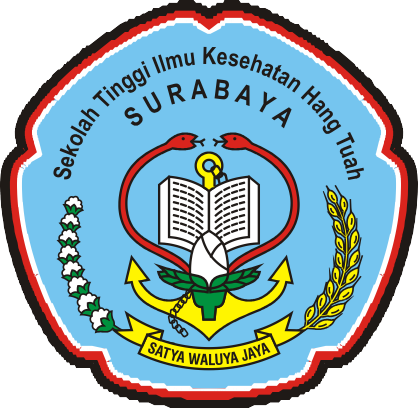 Sekolah Tinggi Ilmu Kesehatan Hang Tuah
SURABAYA
SATYA WALUYA JAYA